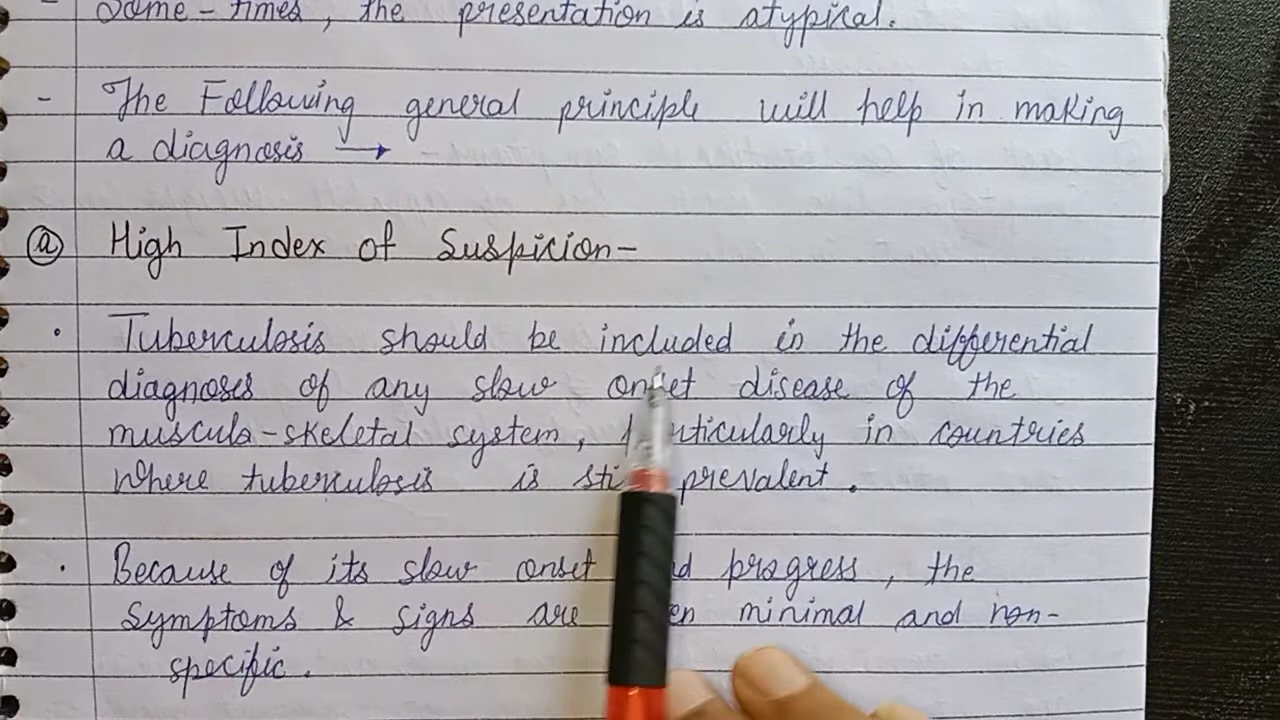 - Some-times, the presentation is atypical.
- The Following general principle will help in making
a diagnosis →
ⓐ High Index of Suspicion-
• Tuberculosis should be included in the differential
diagnoses of any slow onset disease of the
musculo-skeletal system, particularly in countries
where tuberculosis is prevalent.
• Because of its slow onset progress, the
symptoms & signs are minimal and non-
specific.